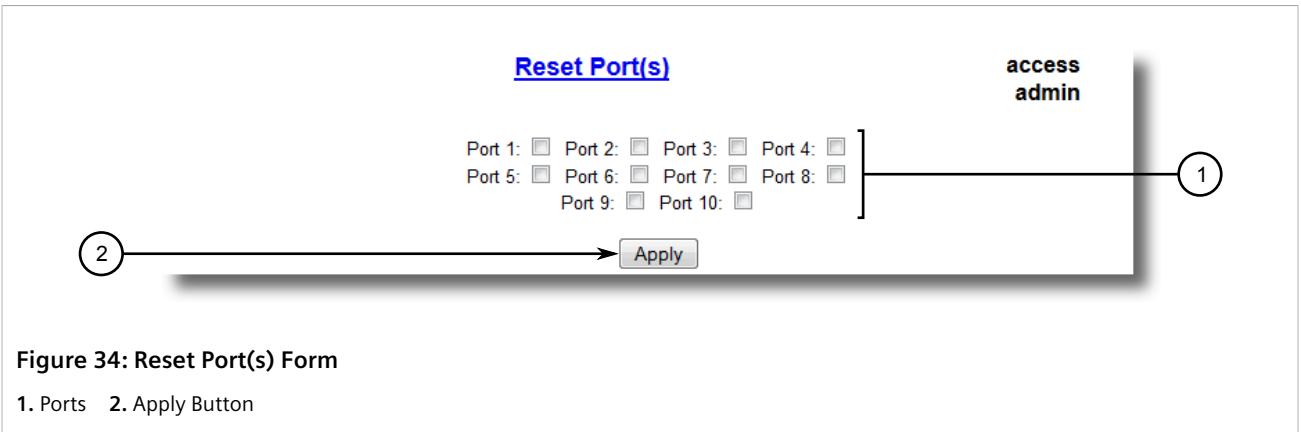 Reset Port(s)
access
admin
Port 1: Port 2: Port 3: Port 4:
Port 5: Port 6: Port 7: Port 8:
Port 9: Port 10:
1
2
Apply
Figure 34: Reset Port(s) Form
1. Ports 2. Apply Button